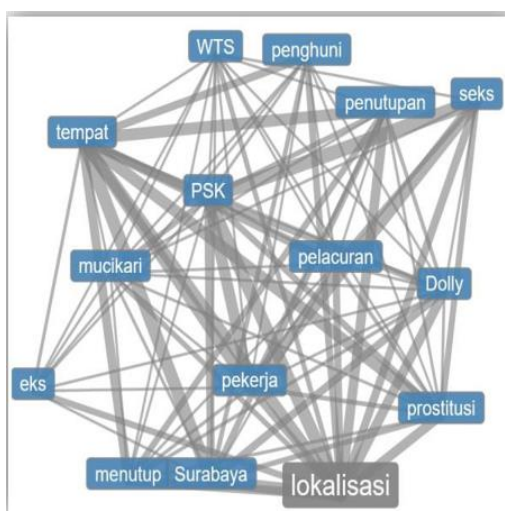 WTS
penghuni
penutupan
seks
tempat
PSK
mucikari
pelacuran
Dolly
eks
pekerja
prostitusi
menutup
Surabaya
lokalisasi